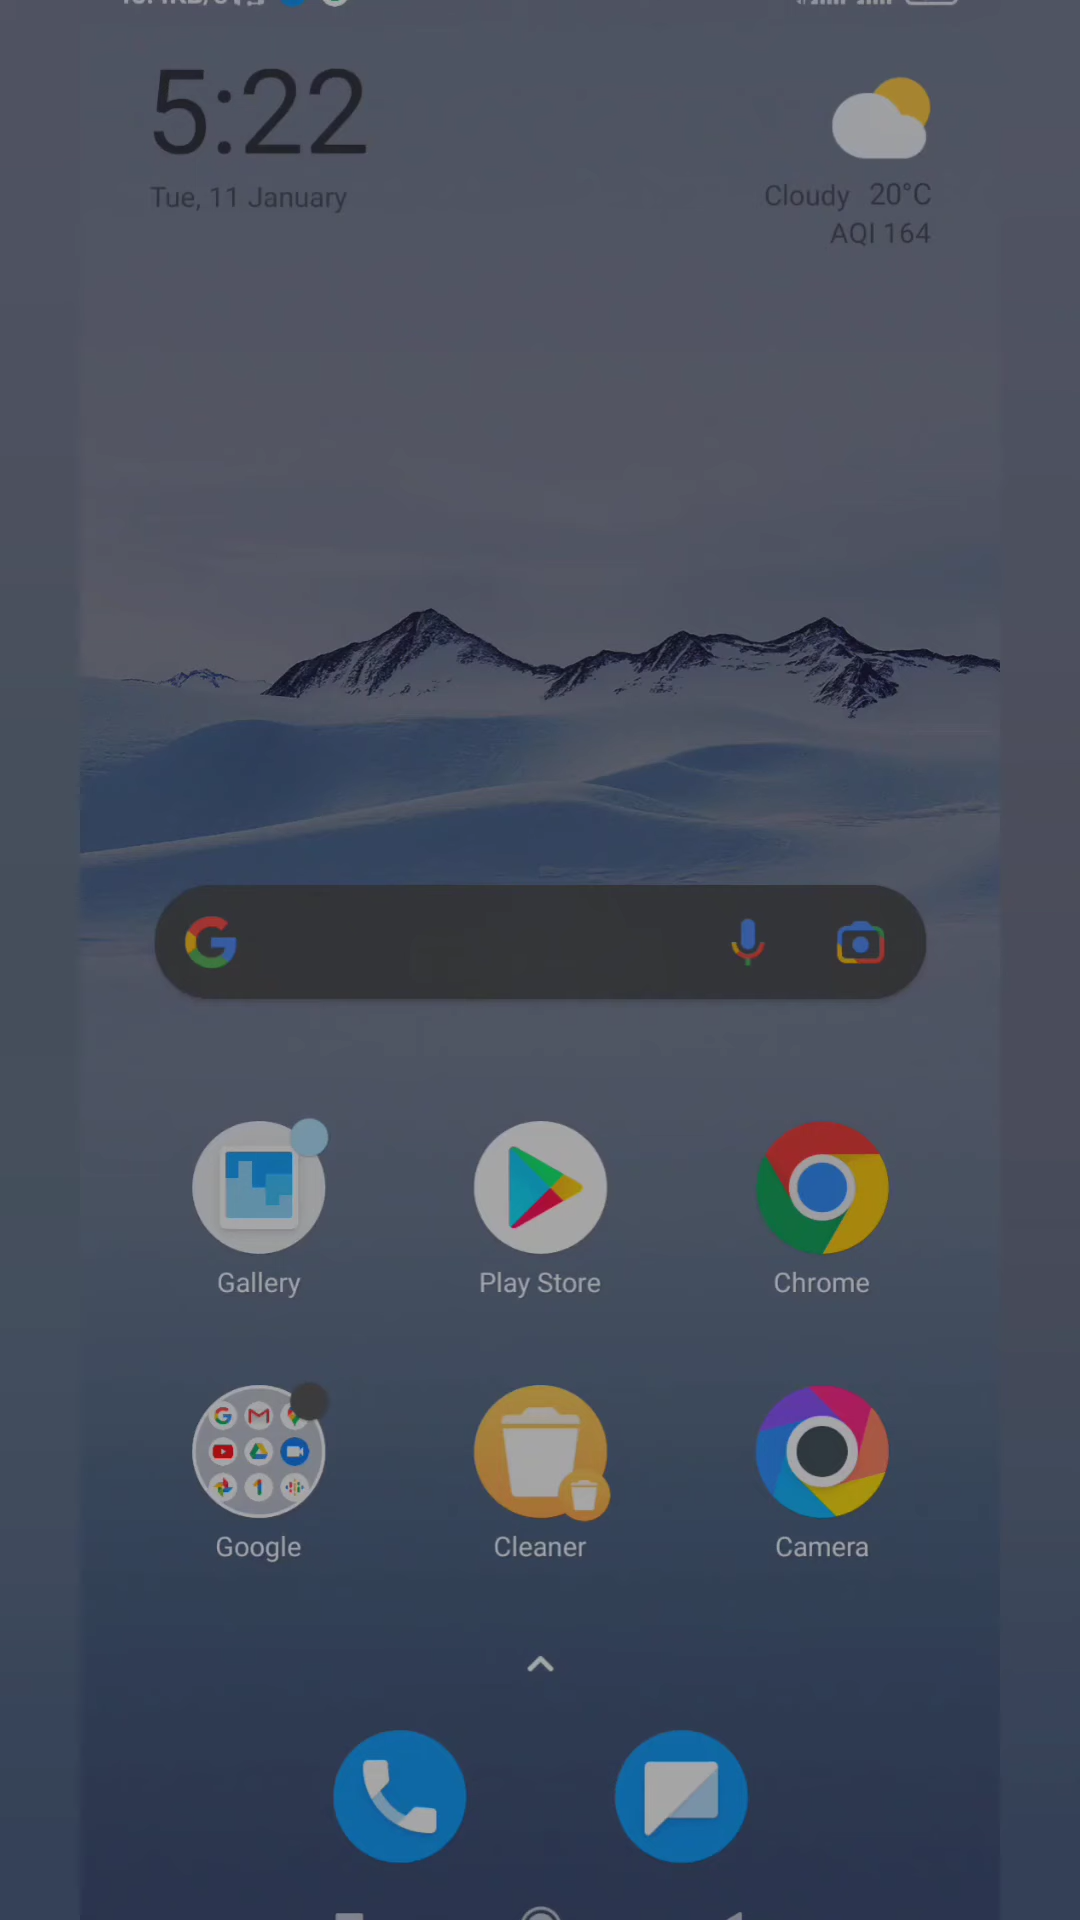 5:22
Tue, 11 January
Cloudy 20°C
AQI 164
Gallery
Play Store
Chrome
Google
Cleaner
Camera